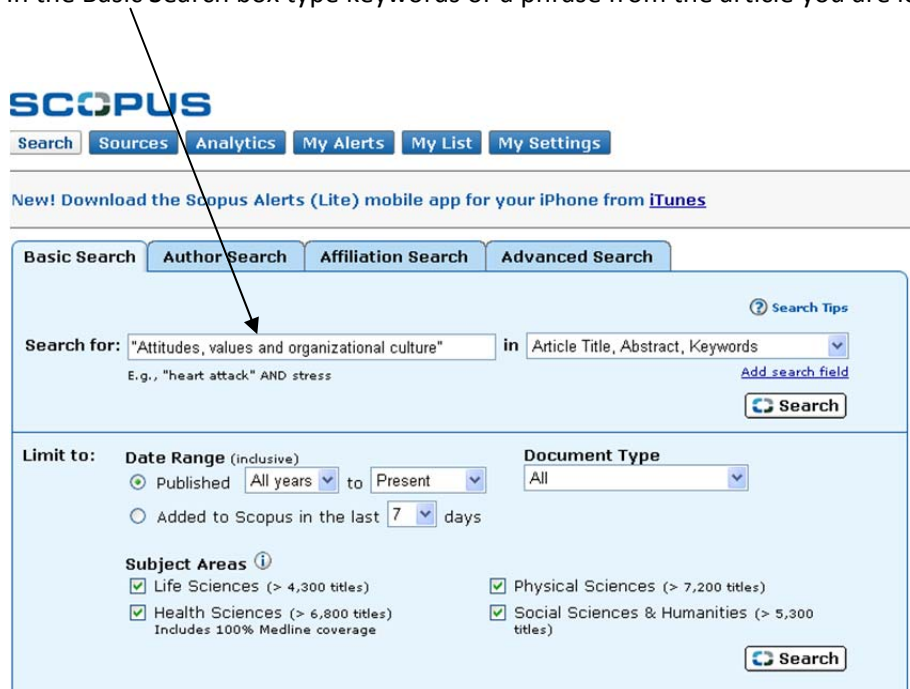 in the Basic Search box type keywords or a phrase from the article you are
SCOPUS
Search Sources Analytics My Alerts My List My Settings
New! Download the Scopus Alerts (Lite) mobile app for your iPhone from iTunes
Basic Search Author Search Affiliation Search Advanced Search
Search Tips
Search for: "Attitudes, values and organizational culture" in Article Title, Abstract, Keywords
E.g., "heart attack" AND stress Add search field
Search
Limit to: Date Range (inclusive) Document Type
Published All years to Present All
Added to Scopus in the last 7 days
Subject Areas
Life Sciences (> 4,300 titles) Physical Sciences (> 7,200 titles)
Health Sciences (> 6,800 titles) Social Sciences & Humanities (> 5,300
Includes 100% Medline coverage titles)
Search